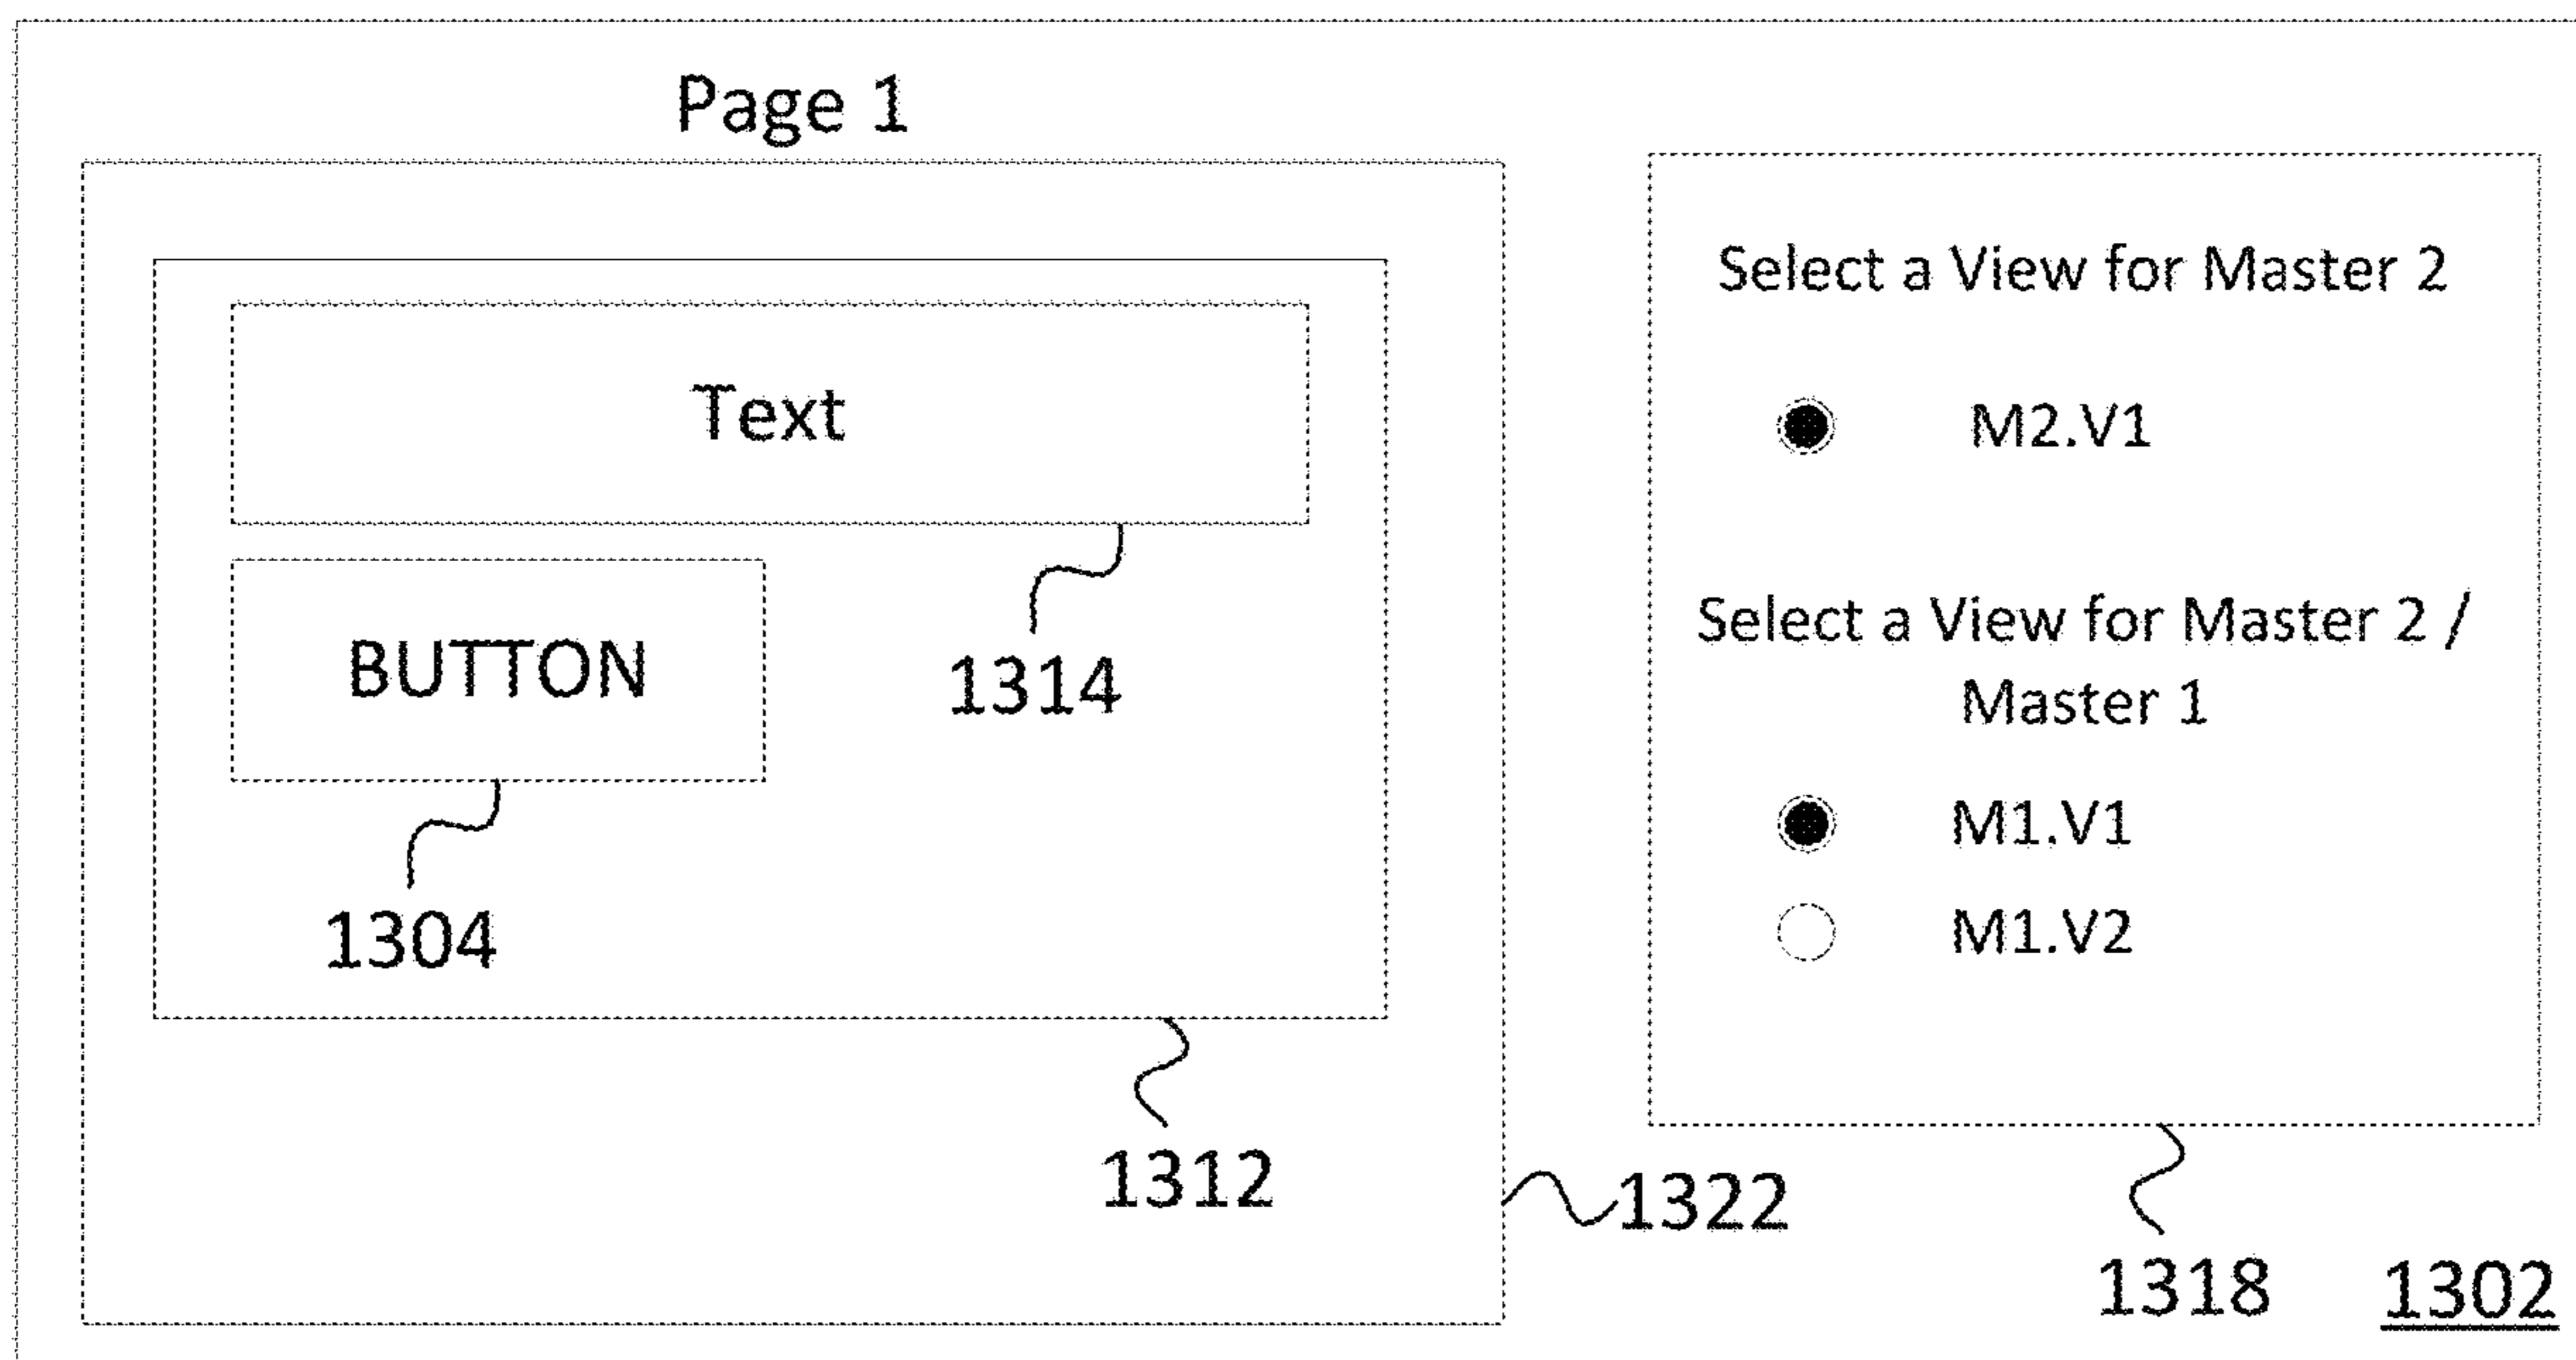 Page 1
Text
BUTTON
1314
1304
1312
1322
Select a View for Master 2
M2.V1
Select a View for Master 2 /
Master 1
M1.V1
M1.V2
1318
1302